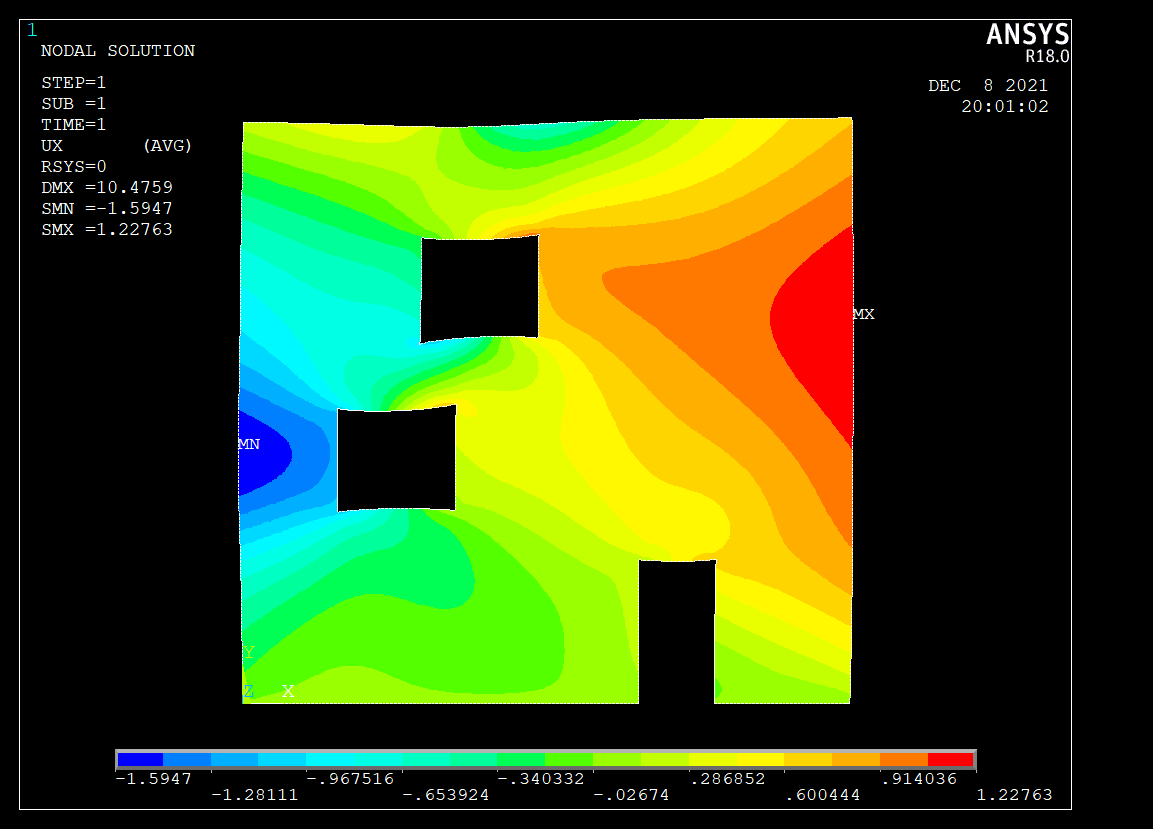 1
ANSYS
R18.0
NODAL SOLUTION
DEC 8 2021
20:01:02
STEP=1
SUB =1
TIME=1
UX (AVG)
RSYS=0
DMX =10.4759
SMN =-1.5947
SMX =1.22763
MX
MN
Y
Z X
-1.5947 -.967516 -.340332 .286852 .914036
-1.28111 -.653924 -.02674 .600444 1.22763